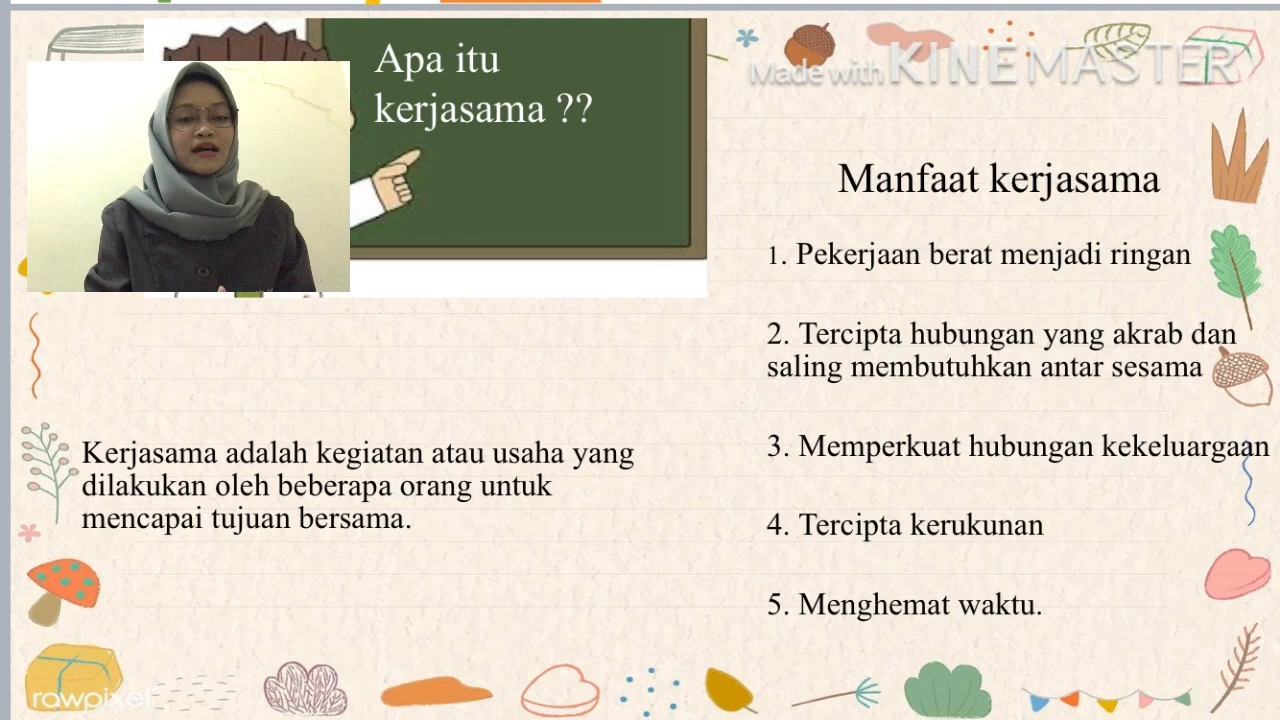 Apa itu
kerjasama ??
Made with KINEMASTER
Manfaat kerjasama
1. Pekerjaan berat menjadi ringan
2. Tercipta hubungan yang akrab dan
saling membutuhkan antar sesama
3. Memperkuat hubungan kekeluargaan
4. Tercipta kerukunan
5. Menghemat waktu.
Kerjasama adalah kegiatan atau usaha yang
dilakukan oleh beberapa orang untuk
mencapai tujuan bersama.
rawpixel